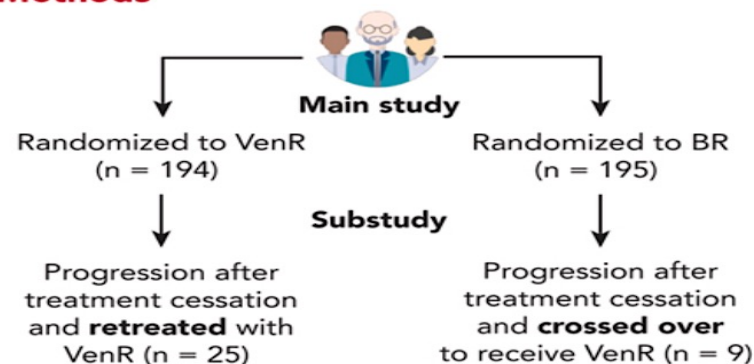 Main study
Randomized to VenR
(n = 194)
Randomized to BR
(n = 195)
Substudy
Progression after
treatment cessation
and retreated with
VenR (n = 25)
Progression after
treatment cessation
and crossed over
to receive VenR (n = 9)